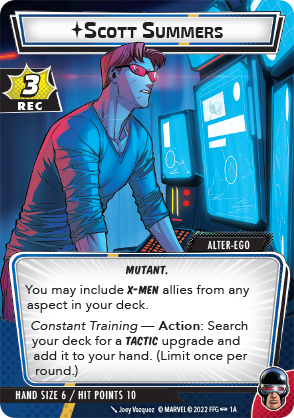 Scott Summers
3
REC
ALTER-EGO
MUTANT.
You may include X-MEN allies from any
aspect in your deck.
Constant Training — Action: Search
your deck for a TACTIC upgrade and
add it to your hand. (Limit once per
round.)
HAND SIZE 6 / HIT POINTS 10
Joey Vazquez © MARVEL © 2022 FFG 1A